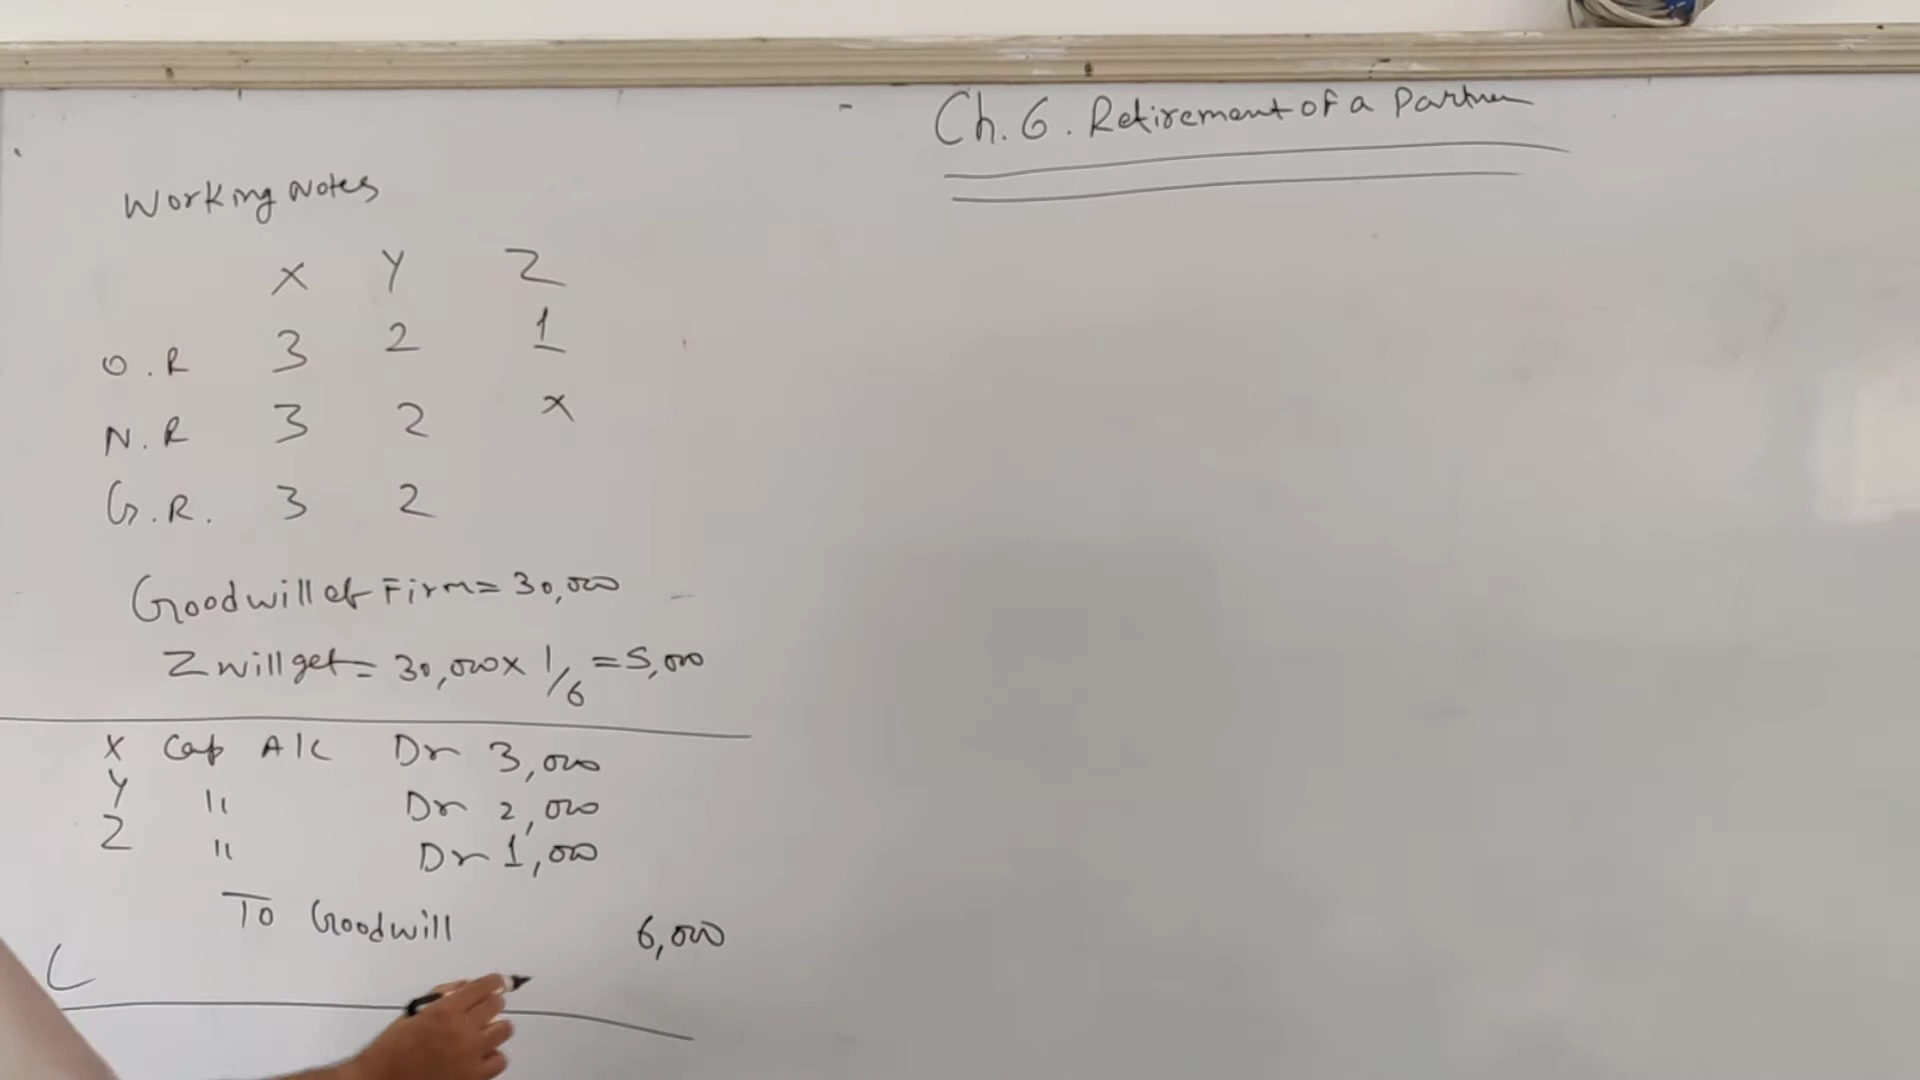 Ch. 6. Retirement of a Partner
Working Notes
X Y Z
O.R 3 2 1
N.R 3 2 x
G.R. 3 2
Goodwill of Firm = 30,000
Z will get = 30,000 x 1/6 = 5,000
X Cap A/C Dr 3,000
Y " Dr 2,000
Z " Dr 1,000
To Goodwill 6,000